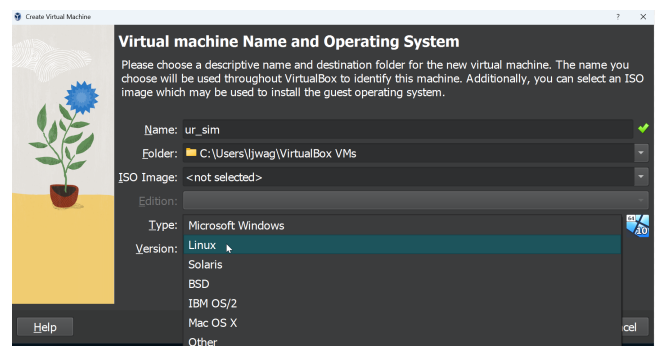 Create Virtual Machine
? ×
Virtual machine Name and Operating System
Please choose a descriptive name and destination folder for the new virtual machine. The name you
choose will be used throughout VirtualBox to identify this machine. Additionally, you can select an ISO
image which may be used to install the guest operating system.
Name: ur_sim
Folder: C:\Users\ljwag\VirtualBox VMs
ISO Image: <not selected>
Edition:
Type: Microsoft Windows
64
10
Version: Linux
Solaris
BSD
IBM OS/2
Mac OS X
Help cel
Other